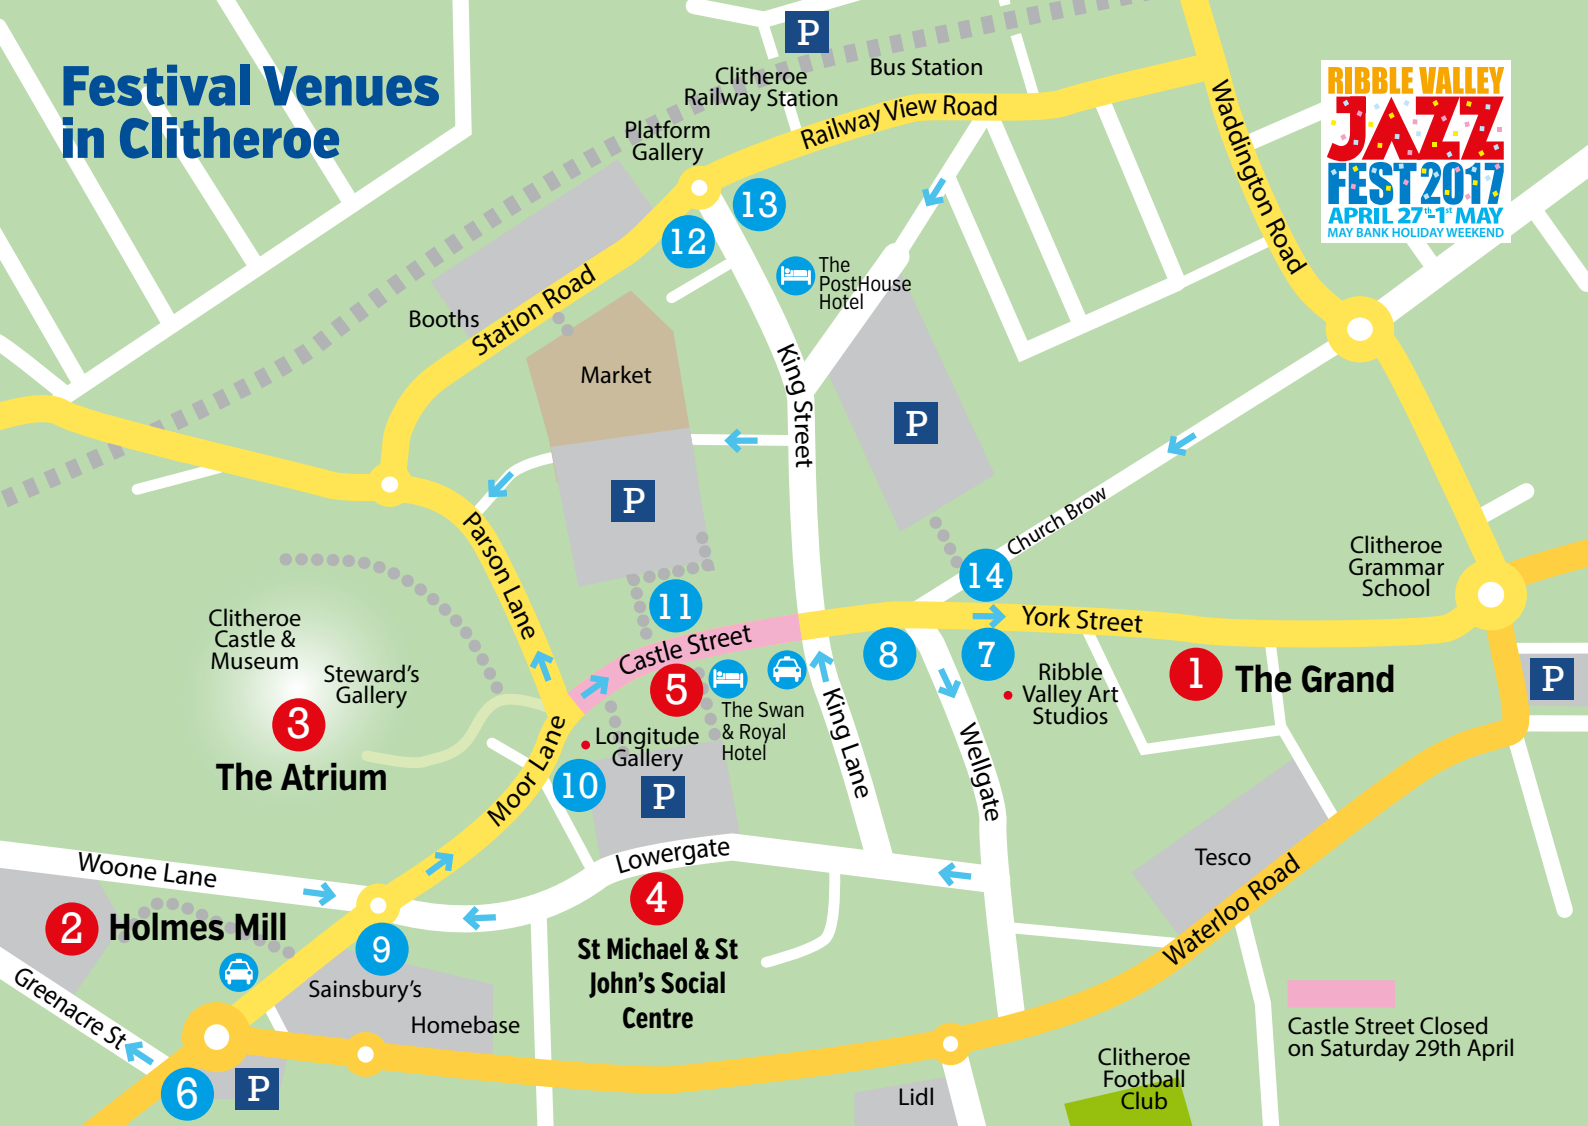 Festival Venues
in Clitheroe
P
Clitheroe
Railway Station
Bus Station
Platform
Gallery
Railway View Road
Waddington Road
RIBBLE VALLEY
JAZZ
FEST 2017
APRIL 27th-1st MAY
MAY BANK HOLIDAY WEEKEND
13
12
The
PostHouse
Hotel
Booths
Station Road
Market
King Street
P
P
Parson Lane
Church Brow
14
Clitheroe
Grammar
School
11
Castle Street
York Street
8
7
Clitheroe
Castle &
Museum
Steward's
Gallery
3
The Atrium
5
The Swan
& Royal
Hotel
Longitude
Gallery
10
P
King Lane
Wellgate
Ribble
Valley Art
Studios
1
The Grand
P
Moor Lane
Woone Lane
Lowergate
4
St Michael & St
John's Social
Centre
Tesco
Waterloo Road
2
Holmes Mill
9
Sainsbury's
Homebase
Greenacre St
6
P
Lidl
Clitheroe
Football
Club
Castle Street Closed
on Saturday 29th April